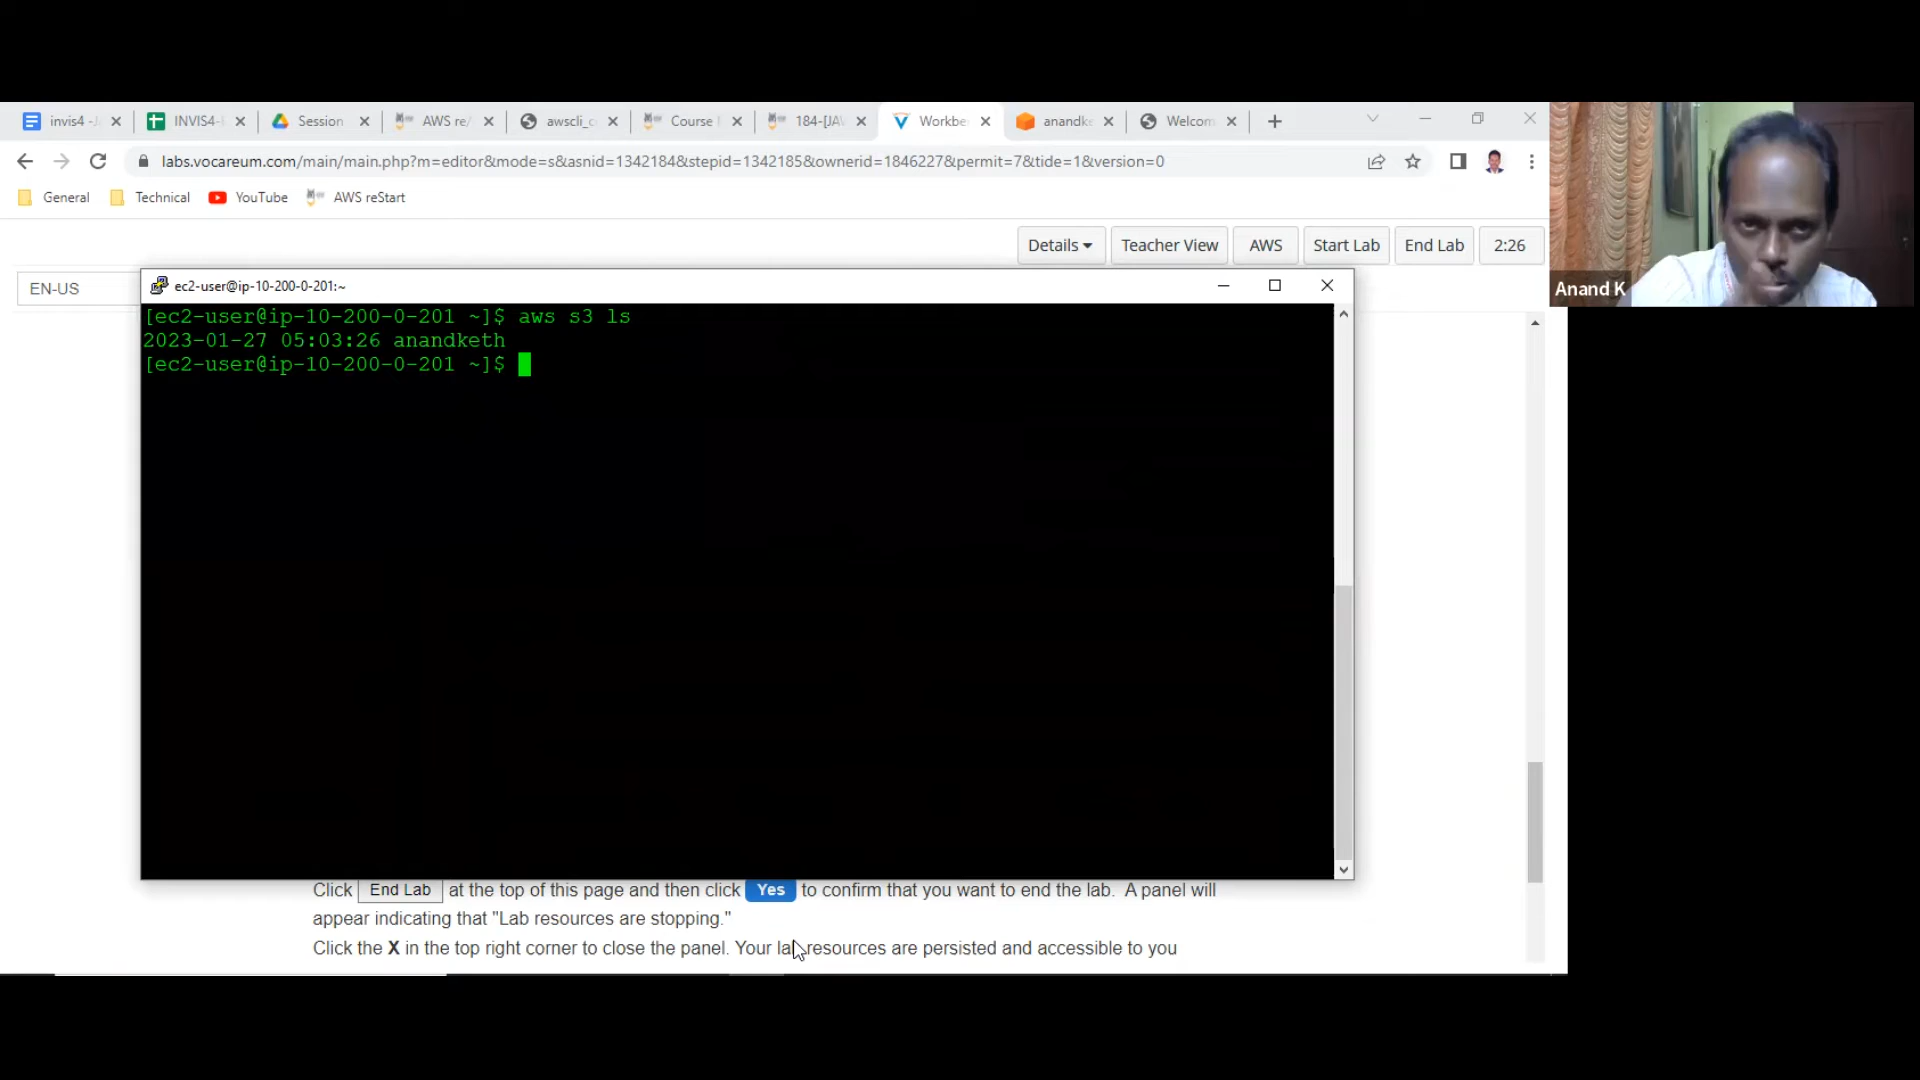 invis4 -J
INVIS4-
Session
AWS re/
awscli_c
Course
184-[JAV
Workbe
anandke
Welcom
labs.vocareum.com/main/main.php?m=editor&mode=s&asnid=1342184&stepid=1342185&ownerid=1846227&permit=7&tide=1&version=0
General
Technical
YouTube
AWS reStart
Details
Teacher View
AWS
Start Lab
End Lab
2:26
EN-US
ec2-user@ip-10-200-0-201:~
Anand K
[ec2-user@ip-10-200-0-201 ~]$ aws s3 ls
2023-01-27 05:03:26 anandketh
[ec2-user@ip-10-200-0-201 ~]$
Click End Lab at the top of this page and then click Yes to confirm that you want to end the lab. A panel will
appear indicating that "Lab resources are stopping."
Click the X in the top right corner to close the panel. Your lab resources are persisted and accessible to you